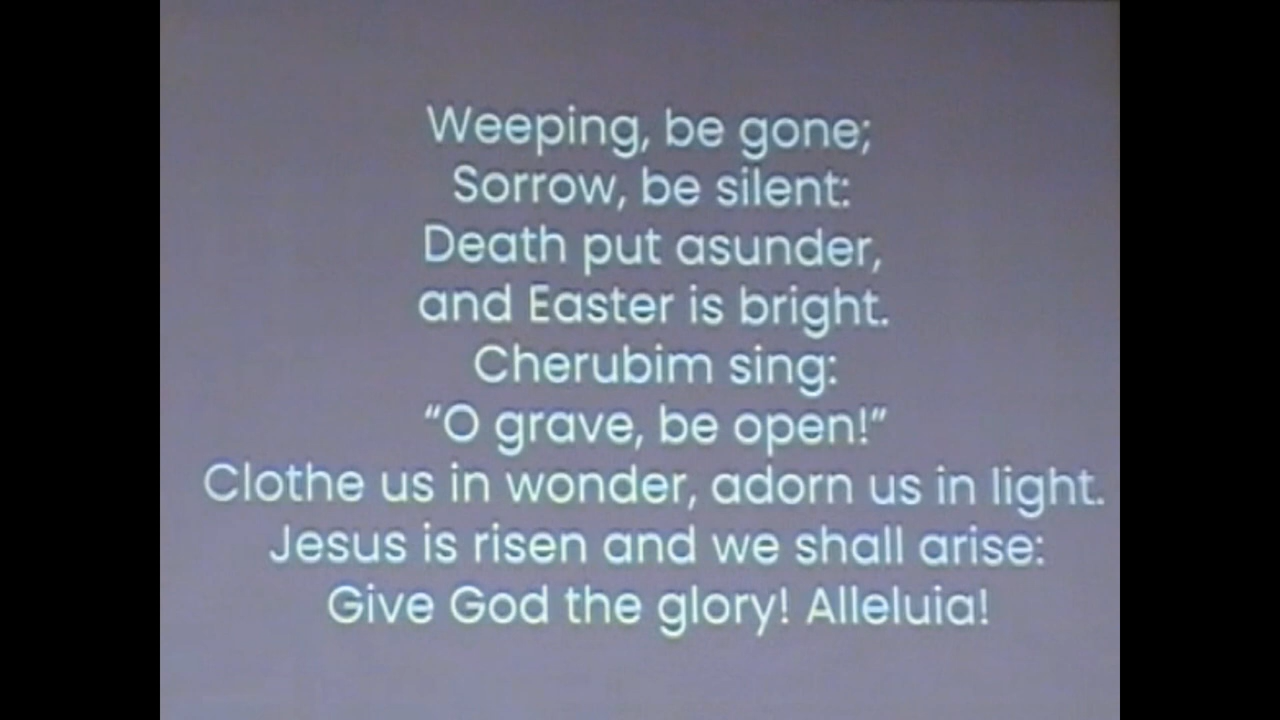 Weeping, be gone;
Sorrow, be silent:
Death put asunder,
and Easter is bright.
Cherubim sing:
“O grave, be open!”
Clothe us in wonder, adorn us in light.
Jesus is risen and we shall arise:
Give God the glory! Alleluia!